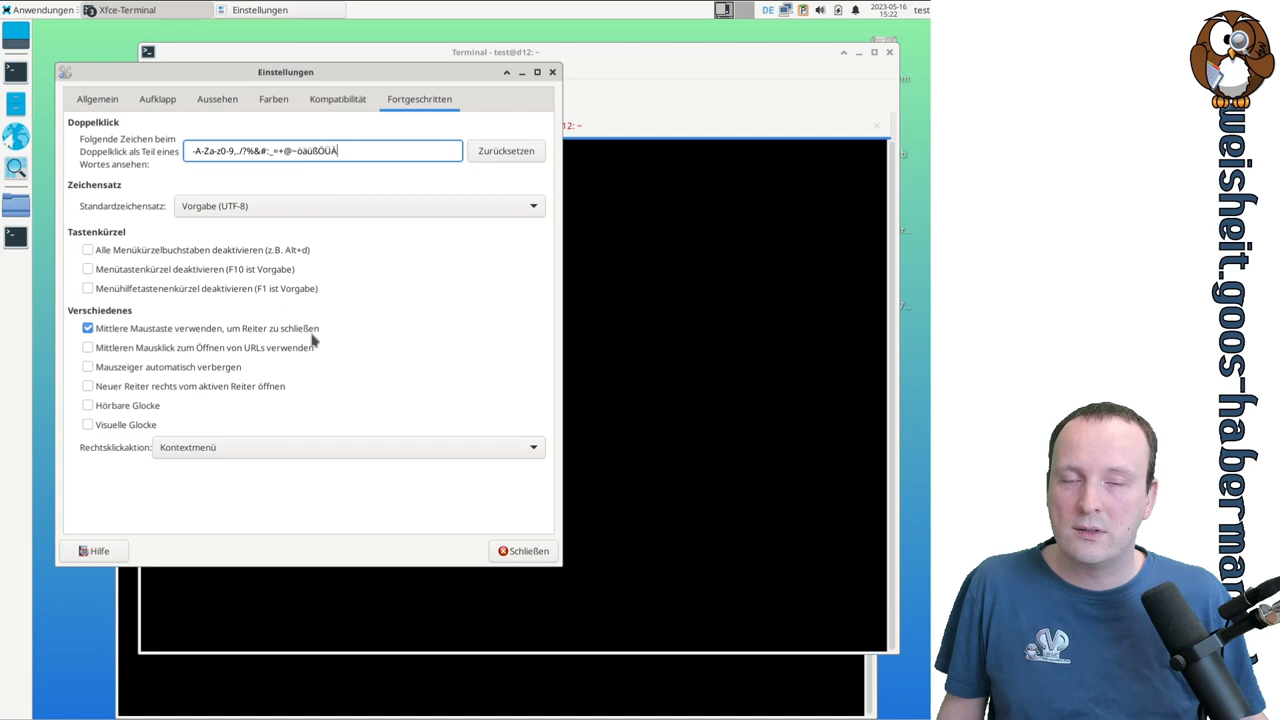 Anwendungen
Xfce-Terminal
Einstellungen
DE
2023-05-16
15:22
test
Terminal - test@d12: ~
Einstellungen
Allgemein
Aufklapp
Aussehen
Farben
Kompatibilität
Fortgeschritten
12: ~
Doppelklick
Folgende Zeichen beim
Doppelklick als Teil eines
Wortes ansehen:
-A-Za-z0-9,./?%&#:_=+@~öäüßÖÜÄ
Zurücksetzen
Zeichensatz
Standardzeichensatz:
Vorgabe (UTF-8)
Tastenkürzel
Alle Menükürzelbuchstaben deaktivieren (z.B. Alt+d)
Menütastenkürzel deaktivieren (F10 ist Vorgabe)
Menühilfetastenenkürzel deaktivieren (F1 ist Vorgabe)
Verschiedenes
Mittlere Maustaste verwenden, um Reiter zu schließen
Mittleren Mausklick zum Öffnen von URLs verwenden
Mauszeiger automatisch verbergen
Neuer Reiter rechts vom aktiven Reiter öffnen
Hörbare Glocke
Visuelle Glocke
Rechtsklickaktion:
Kontextmenü
Hilfe
Schließen
weisheit.goos-haberman